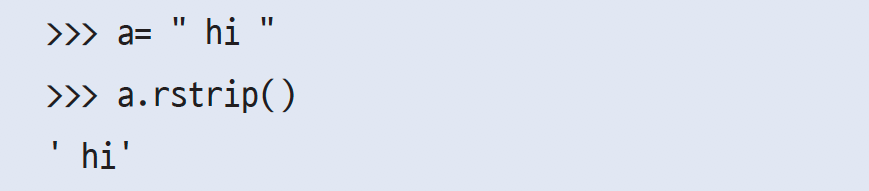 >>> a= " hi "
>>> a.rstrip()
' hi'